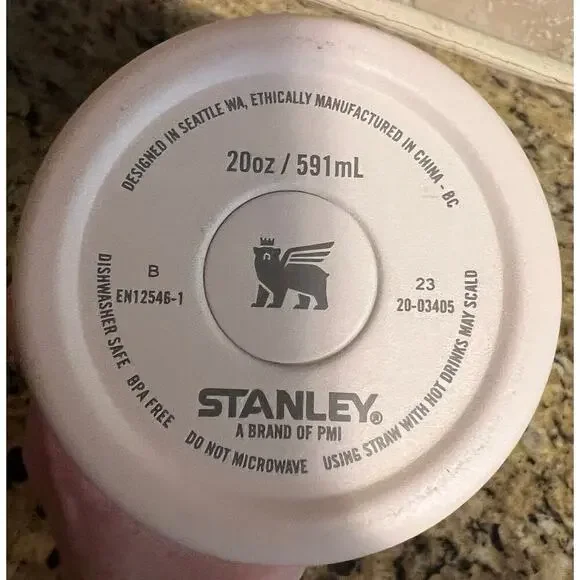 DESIGNED IN SEATTLE WA, ETHICALLY MANUFACTURED IN CHINA - BC
20oz / 591mL
B
EN12546-1
23
20-03405
STANLEY®
A BRAND OF PMI
DISHWASHER SAFE BPA FREE DO NOT MICROWAVE USING STRAW WITH HOT DRINKS MAY SCALD